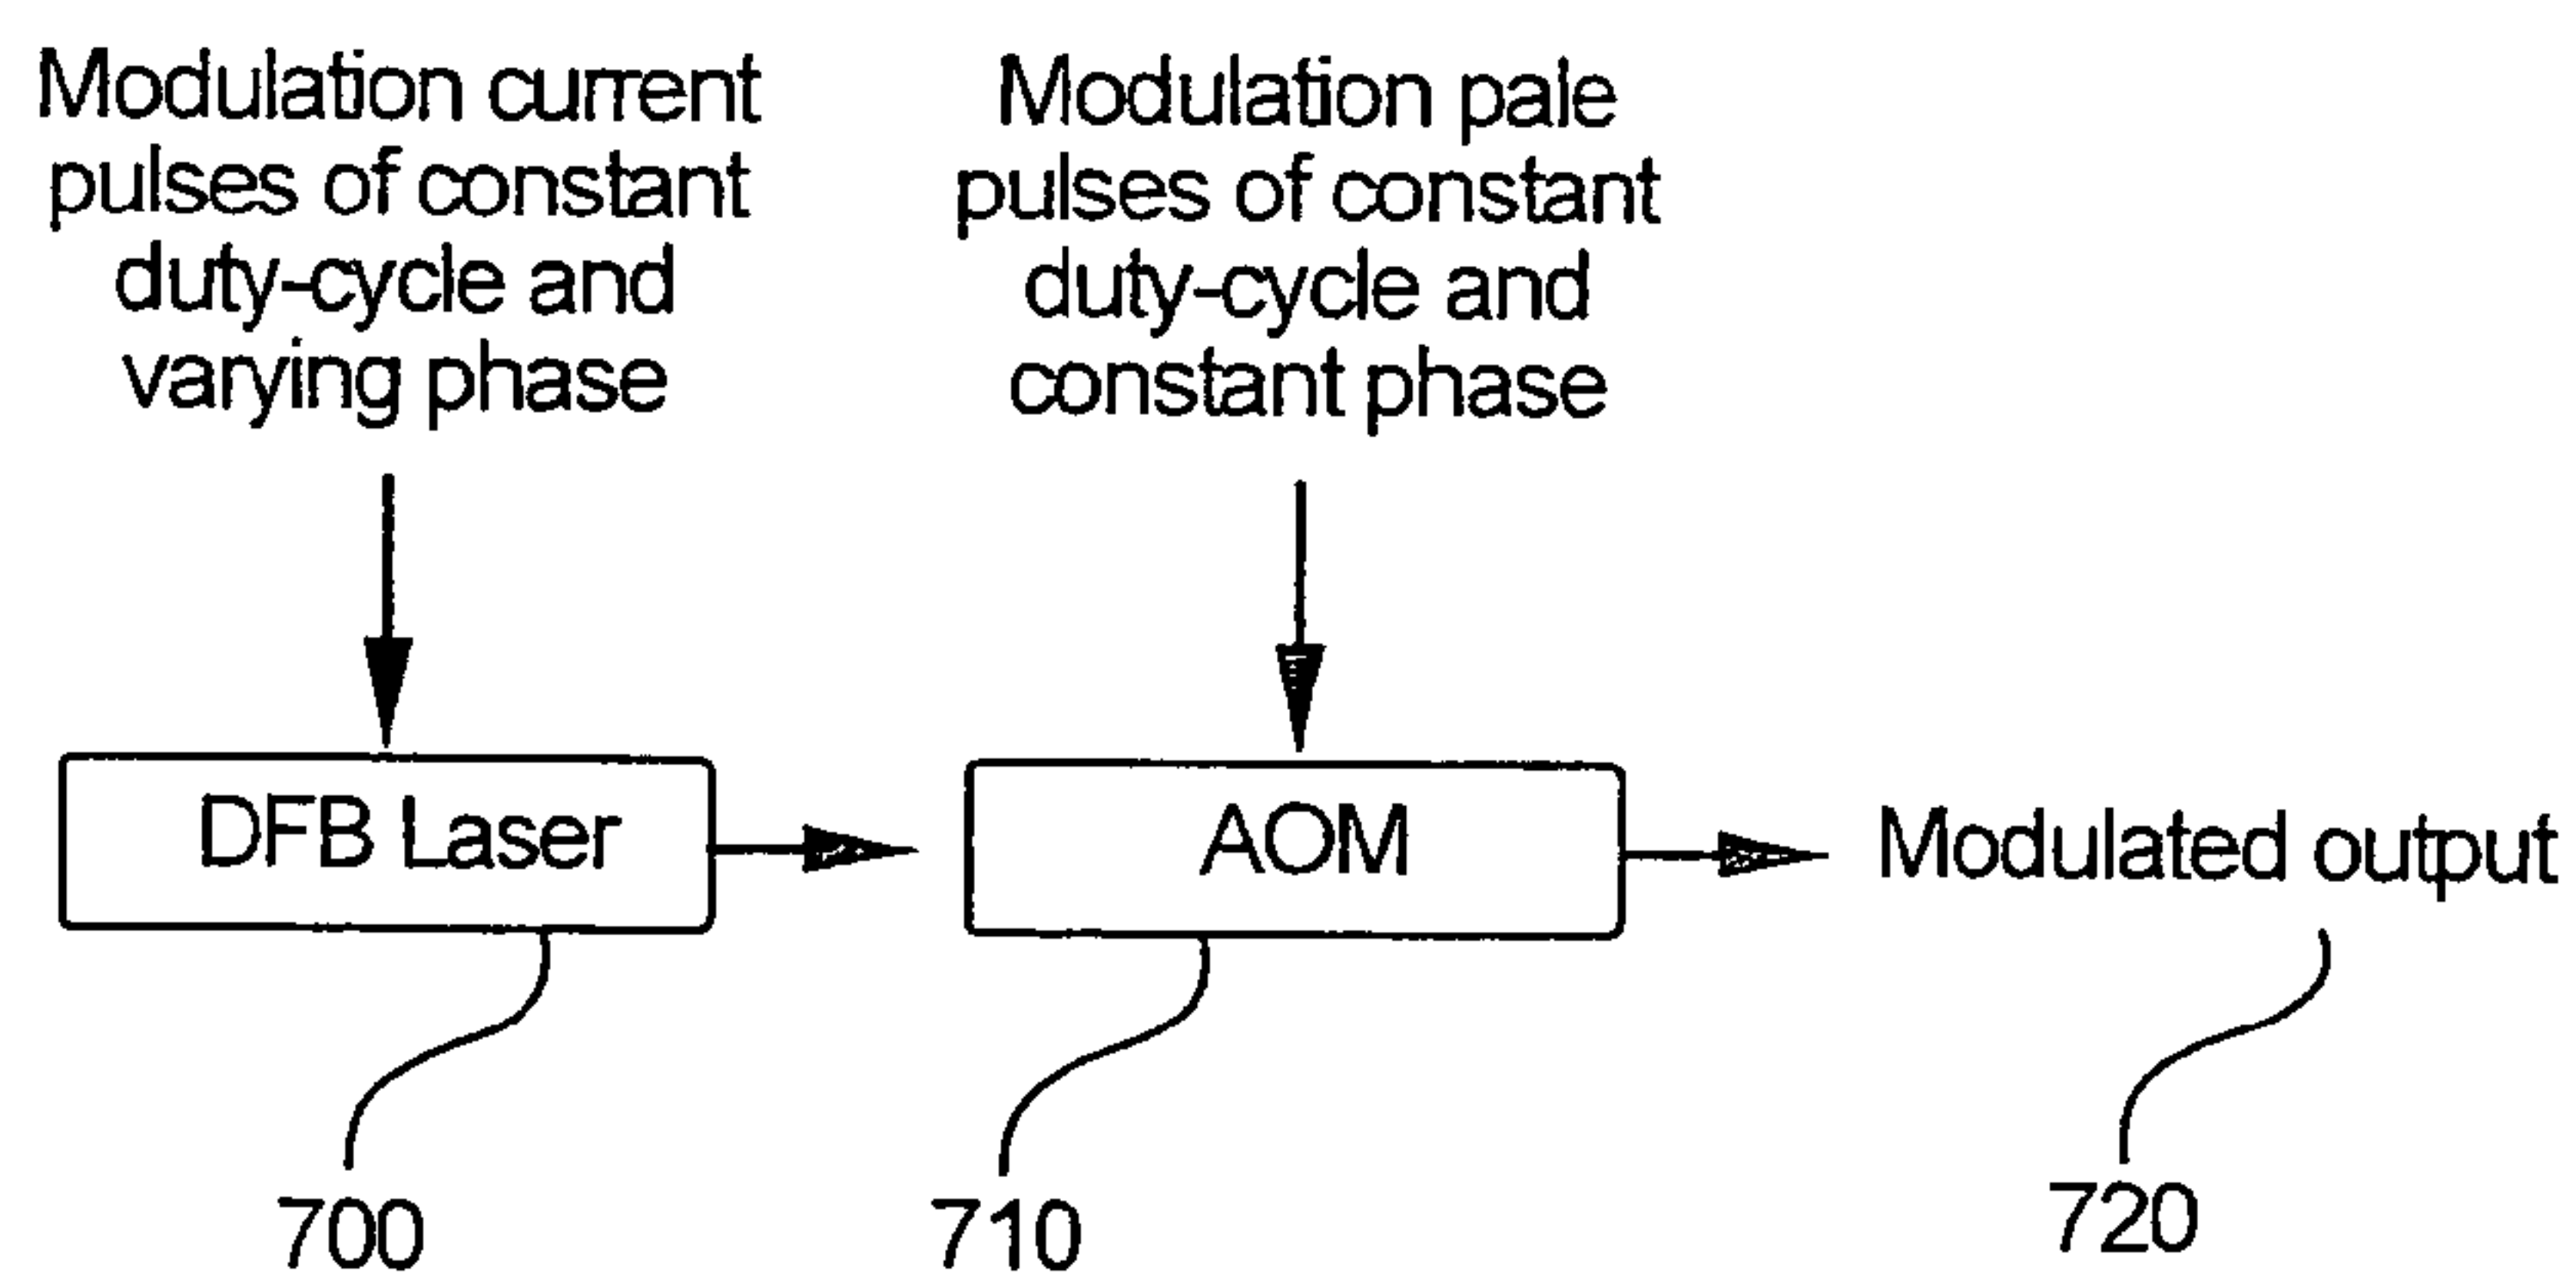 Modulation current
pulses of constant
duty-cycle and
varying phase
Modulation pale
pulses of constant
duty-cycle and
constant phase
DFB Laser
AOM
Modulated output
700
710
720